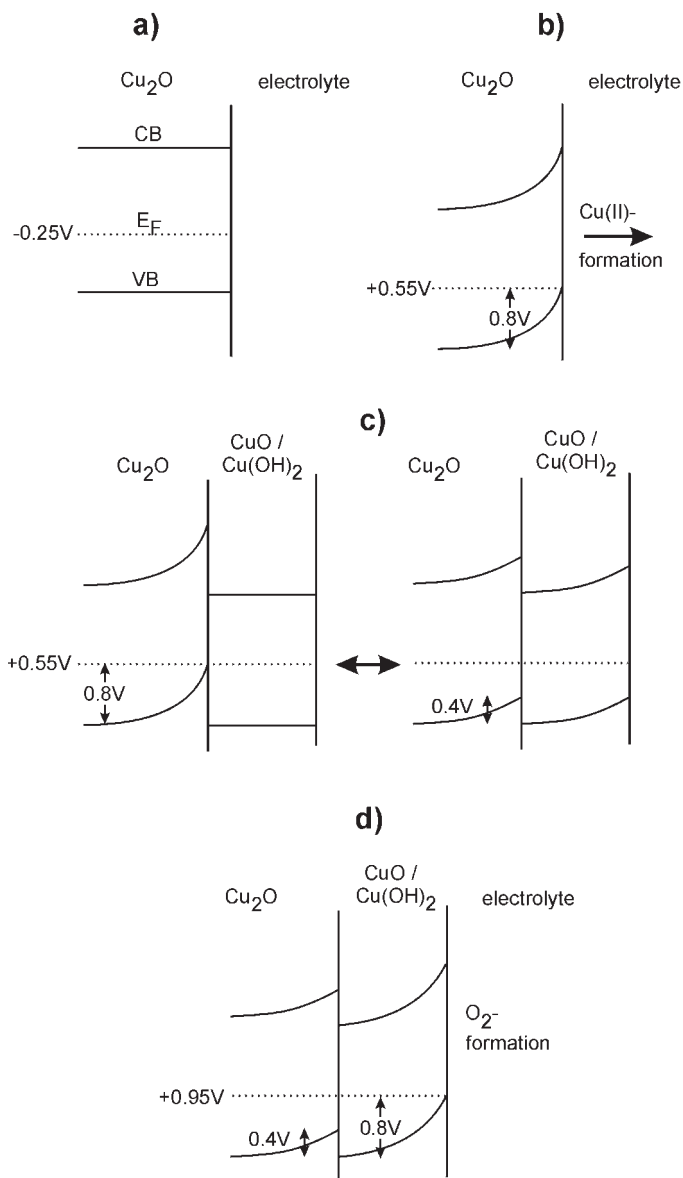 a)
Cu₂O electrolyte
CB
E_F
-0.25V
VB
b)
Cu₂O electrolyte
Cu(II)-
formation
+0.55V
0.8V
c)
Cu₂O
CuO /
Cu(OH)₂
+0.55V
0.8V
Cu₂O
CuO /
Cu(OH)₂
0.4V
d)
Cu₂O
CuO /
Cu(OH)₂
electrolyte
O₂-
formation
+0.95V
0.4V
0.8V